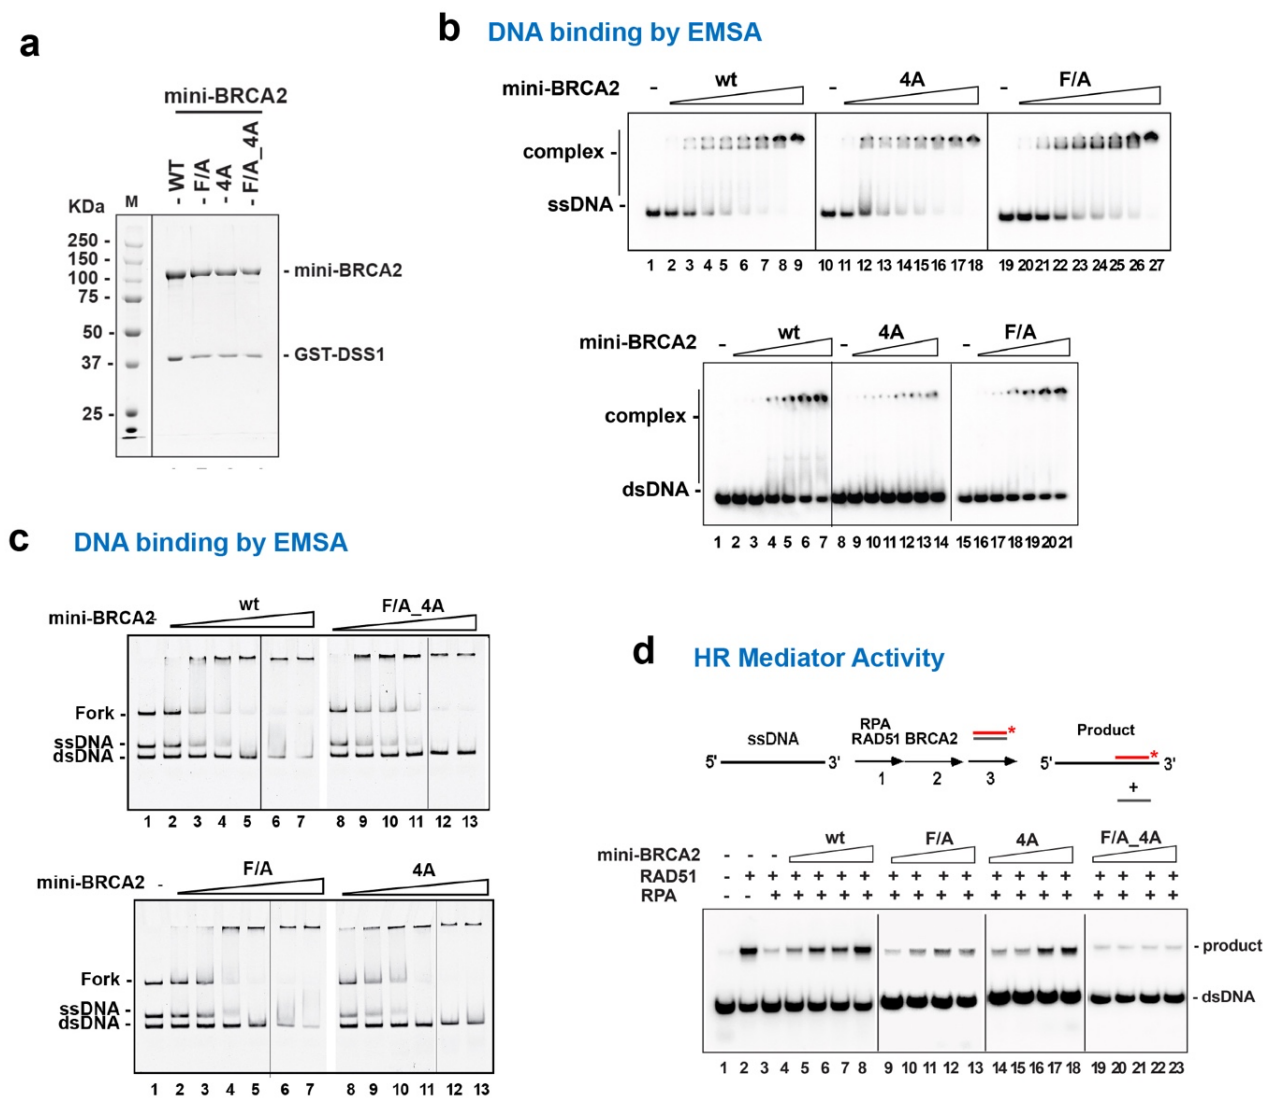 a
mini-BRCA2
WT
F/A
4A
F/A_4A
KDa
M
- - - -
250 -
150 -
100 -
75 -
50 -
37 -
25 -
- mini-BRCA2
- GST-DSS1
b DNA binding by EMSA
mini-BRCA2 - wt - 4A - F/A
complex -
ssDNA -
1 2 3 4 5 6 7 8 9 10 11 12 13 14 15 16 17 18 19 20 21 22 23 24 25 26 27
mini-BRCA2 - wt - 4A - F/A
complex -
dsDNA -
1 2 3 4 5 6 7 8 9 10 11 12 13 14 15 16 17 18 19 20 21
c DNA binding by EMSA
mini-BRCA2 - wt F/A_4A
Fork -
ssDNA -
dsDNA -
1 2 3 4 5 6 7 8 9 10 11 12 13
mini-BRCA2 - F/A 4A
Fork -
ssDNA -
dsDNA -
1 2 3 4 5 6 7 8 9 10 11 12 13
d HR Mediator Activity
ssDNA
5' 3'
RPA
RAD51 BRCA2
*
1 2 3
Product
5' * 3'
+
wt F/A 4A F/A_4A
mini-BRCA2 - - -
RAD51 - + + + + + + + + + + + + + + + + + + + + +
RPA - - + + + + + + + + + + + + + + + + + + + +
- product
- dsDNA
1 2 3 4 5 6 7 8 9 10 11 12 13 14 15 16 17 18 19 20 21 22 23